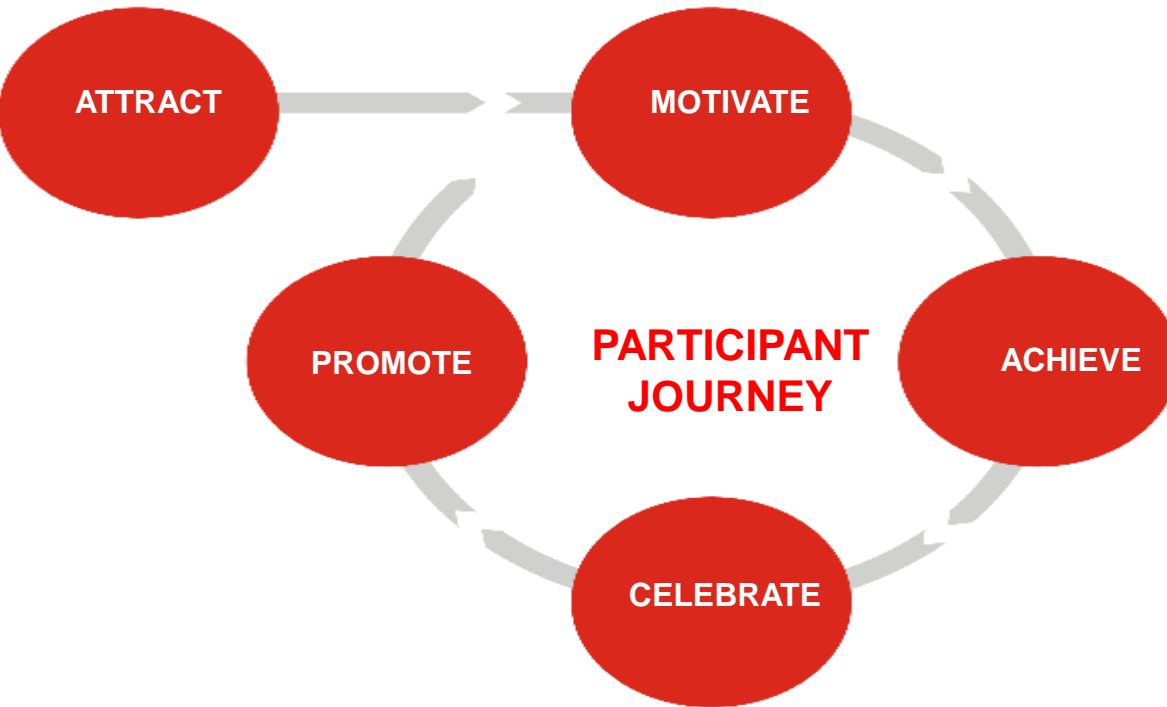 ATTRACT
MOTIVATE
PROMOTE
PARTICIPANT
JOURNEY
ACHIEVE
CELEBRATE